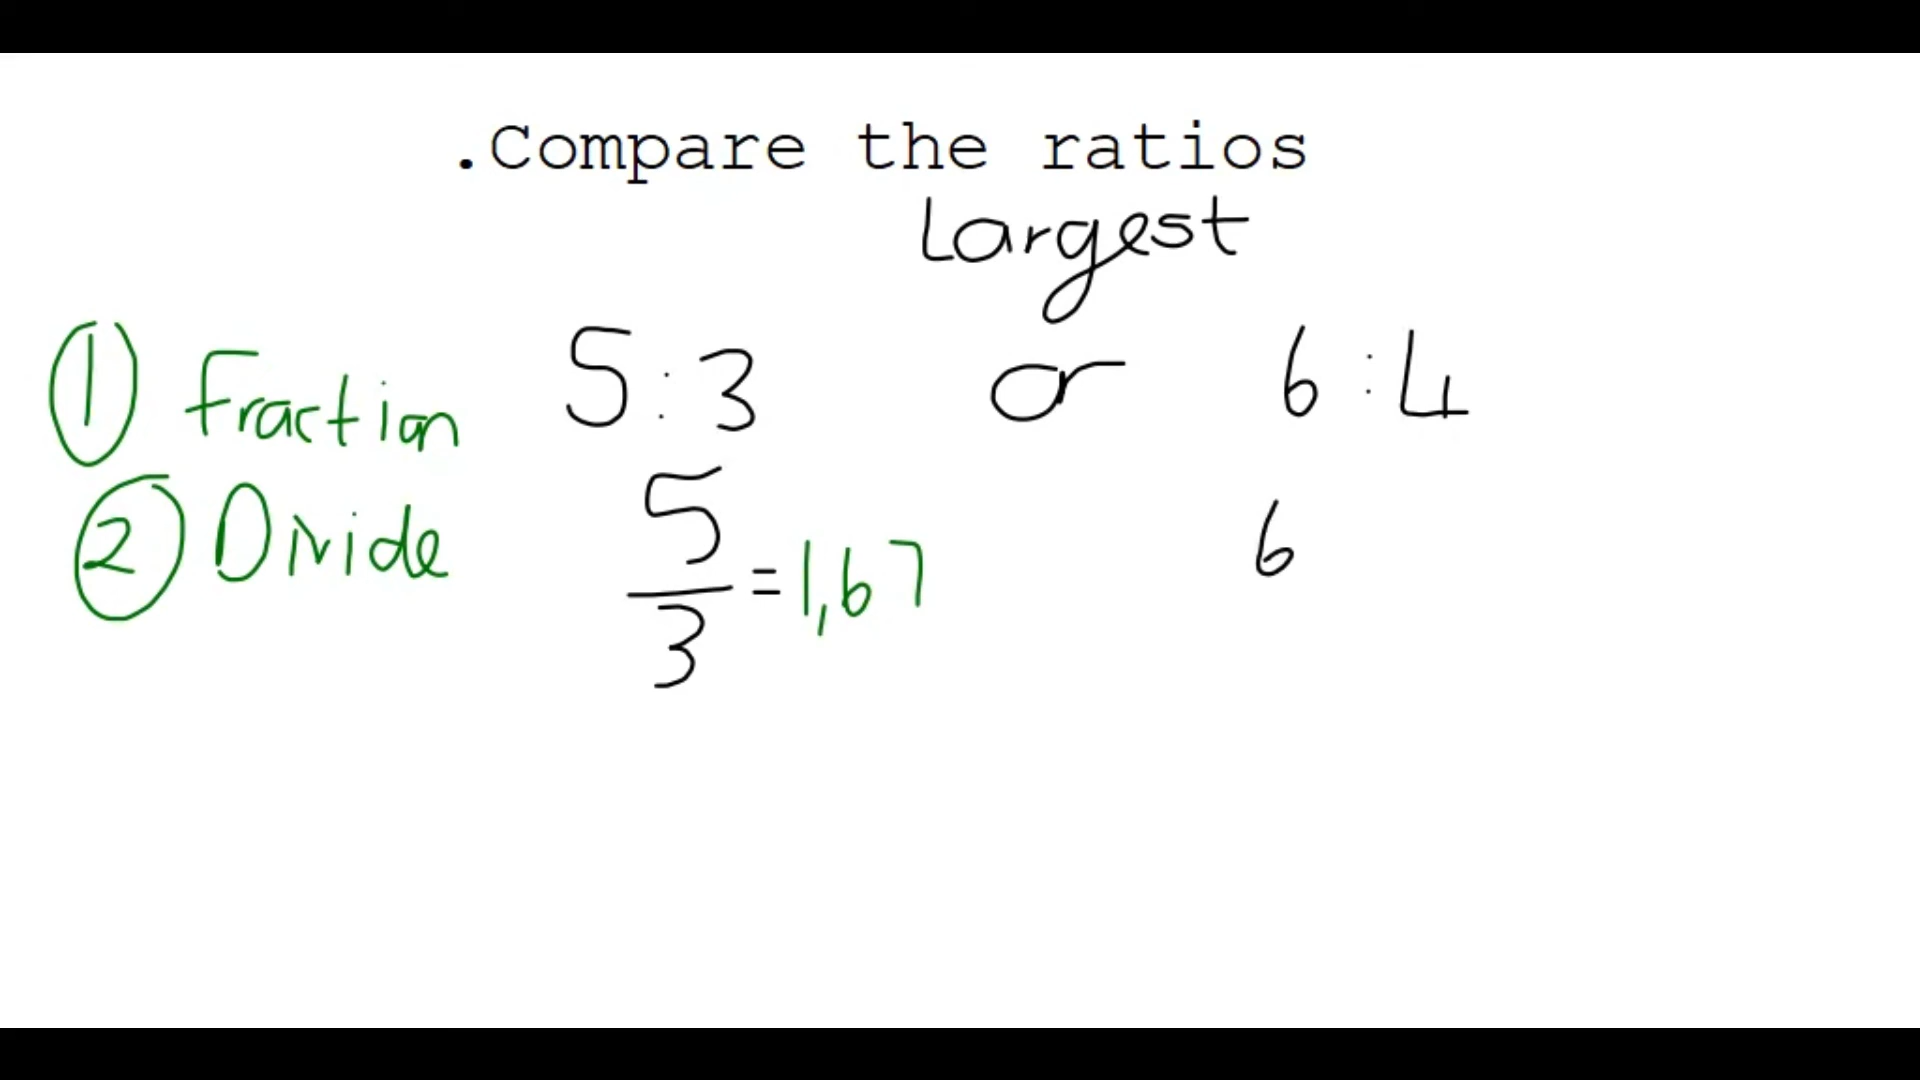 .Compare the ratios
largest
① Fraction 5:3 or 6:4
② Divide 5/3 = 1,67 6